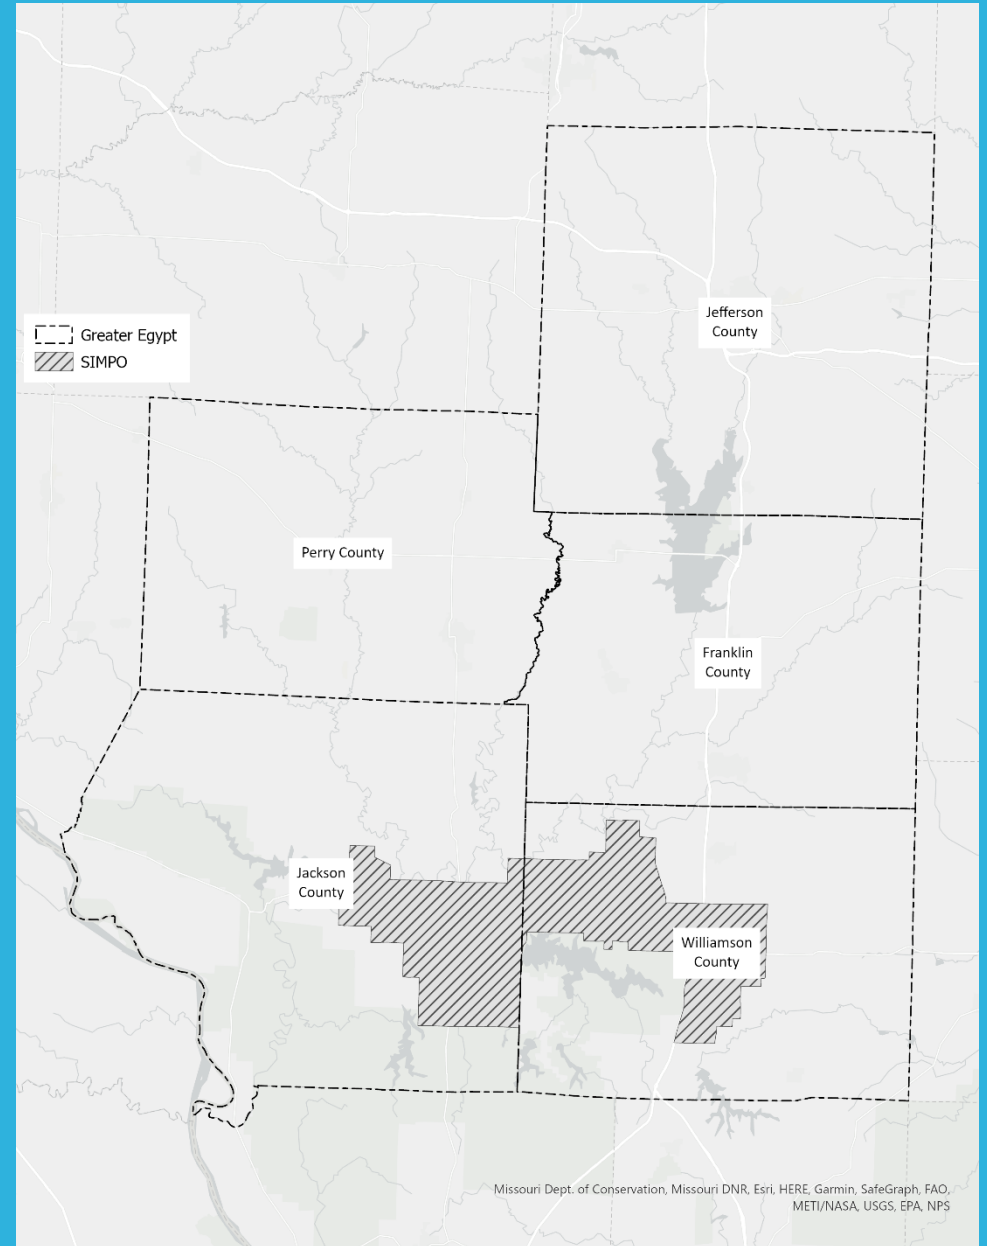 Jefferson
County
Greater Egypt
SIMPO
Perry County
Franklin
County
Jackson
County
Williamson
County
Missouri Dept. of Conservation, Missouri DNR, Esri, HERE, Garmin, SafeGraph, FAO,
METI/NASA, USGS, EPA, NPS